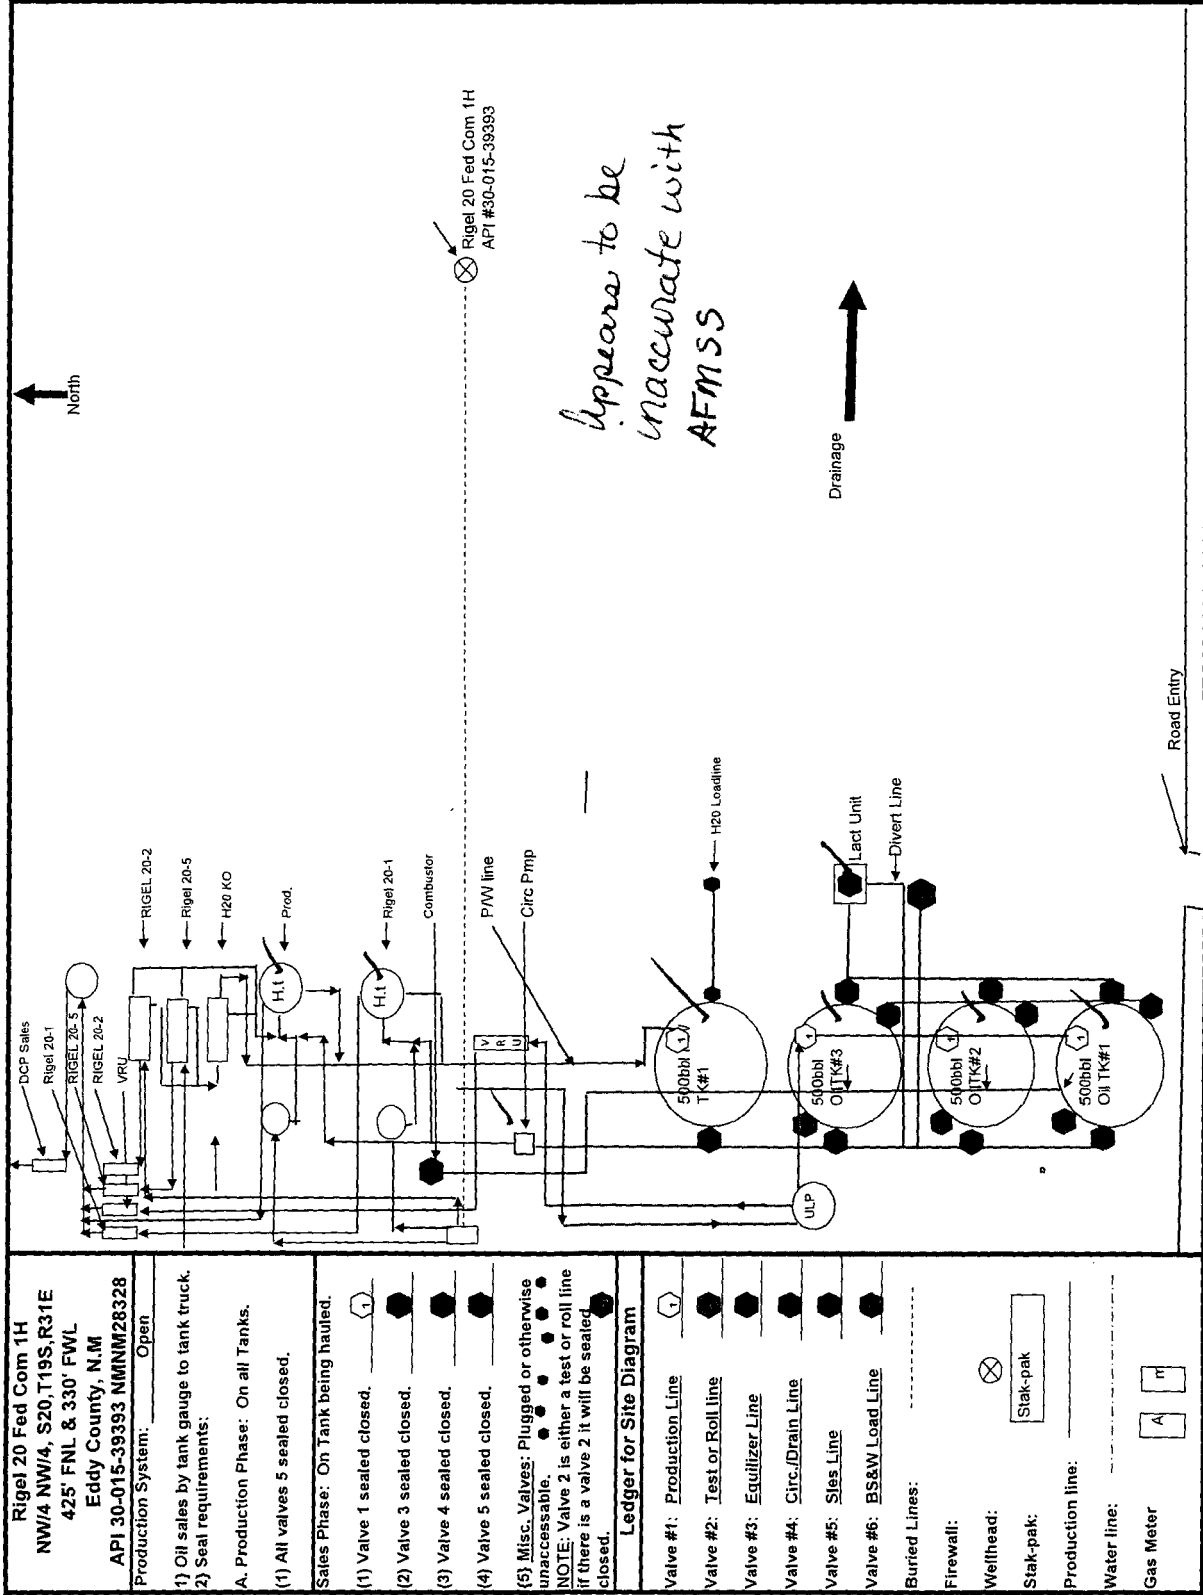 Rigel 20 Fed Com 1H
NW/4 NW/4, S20,T19S,R31E
425' FNL & 330' FWL
Eddy County, N.M
API 30-015-39393 NMNM28328
Production System: Open
1) Oil sales by tank gauge to tank truck.
2) Seal requirements:
A. Production Phase: On all Tanks.
(1) All valves 5 sealed closed.
Sales Phase: On Tank being hauled.
(1) Valve 1 sealed closed. 1
(2) Valve 3 sealed closed.
(3) Valve 4 sealed closed.
(4) Valve 5 sealed closed.
(5) Misc. Valves: Plugged or otherwise
unaccessable.
NOTE: Valve 2 is either a test or roll line
if there is a valve 2 it will be sealed
closed.
Ledger for Site Diagram
Valve #1: Production Line 1
Valve #2: Test or Roll line
Valve #3: Equilizer Line
Valve #4: Circ./Drain Line
Valve #5: Sles Line
Valve #6: BS&W Load Line
Buried Lines:
Firewall:
Wellhead:
Stak-pak: Stak-pak
Production line:
Water line:
Gas Meter A m
North
DCP Sales
Rigel 20-1
RIGEL 20- 5
RIGEL 20-2
VRU
RIGEL 20-2
Rigel 20-5
H20 KO
Prod.
H.t
H.t
Rigel 20-1
Combustor
P/W line
Circ Pmp
V
R
U
Rigel 20 Fed Com 1H
API #30-015-39393
Appears to be
inaccurate with
AFMSS
H20 Loadline
1
500bbl
TK#1
Drainage
Lact Unit
Divert Line
1
500bbl
OilTK#3
ULP
1
500bbl
OilTK#2
1
500bbl
Oil TK#1
Road Entry